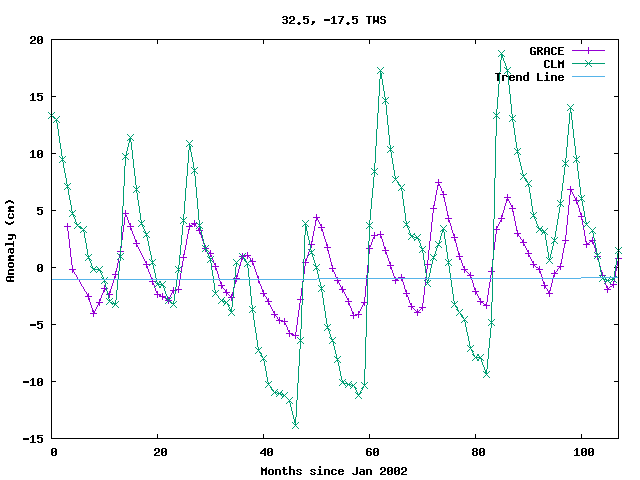 32.5, -17.5 TWS
GRACE
CLM
Trend Line
20
15
10
5
0
-5
-10
-15
Anomaly (cm)
0 20 40 60 80 100
Months since Jan 2002